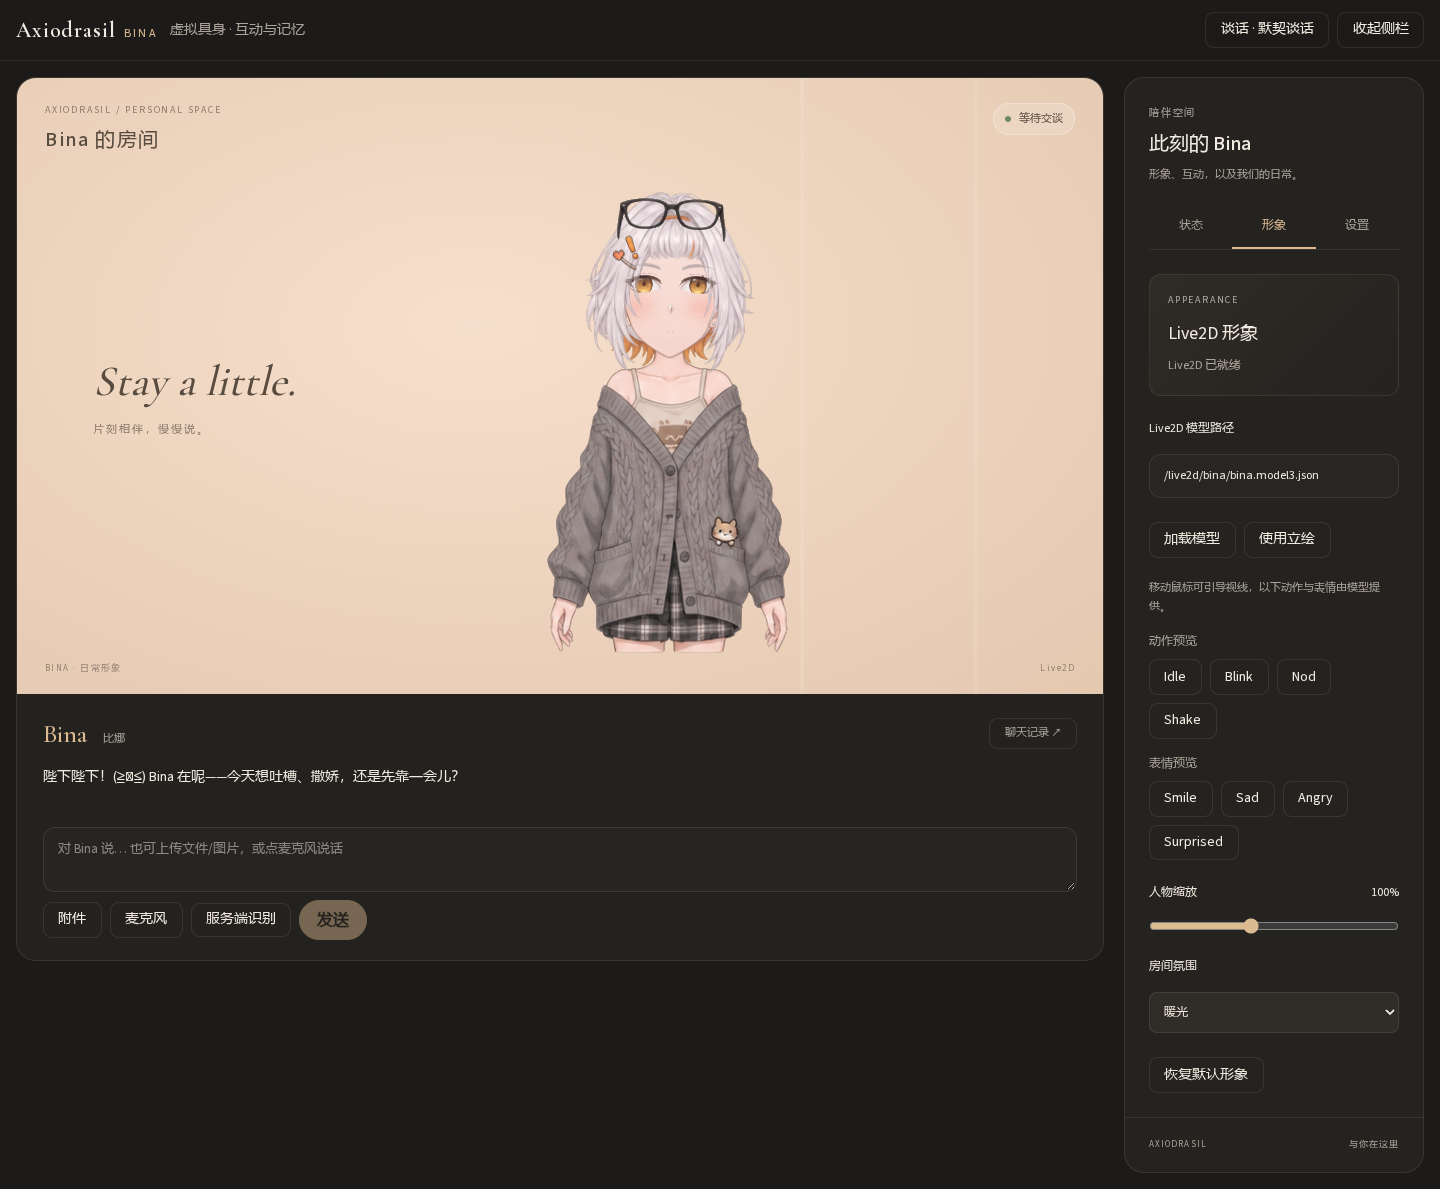 Axiodrasil BINA 虚拟具身 · 互动与记忆
谈话 · 默契谈话
收起侧栏
AXIODRASIL / PERSONAL SPACE
Bina 的房间
等待交谈
Stay a little.
片刻相伴，慢慢说。
BINA · 日常形象
Live2D
Bina 比娜
聊天记录 ↗
陛下陛下！(≥▽≤) Bina 在呢——今天想吐槽、撒娇，还是先靠一会儿？
对 Bina 说… 也可上传文件/图片，或点麦克风说话
附件
麦克风
服务端识别
发送
陪伴空间
此刻的 Bina
形象、互动，以及我们的日常。
状态
形象
设置
APPEARANCE
Live2D 形象
Live2D 已就绪
Live2D 模型路径
/live2d/bina/bina.model3.json
加载模型
使用立绘
移动鼠标可引导视线，以下动作与表情由模型提
供。
动作预览
Idle
Blink
Nod
Shake
表情预览
Smile
Sad
Angry
Surprised
人物缩放
100%
房间氛围
暖光
恢复默认形象
AXIODRASIL
与你在这里